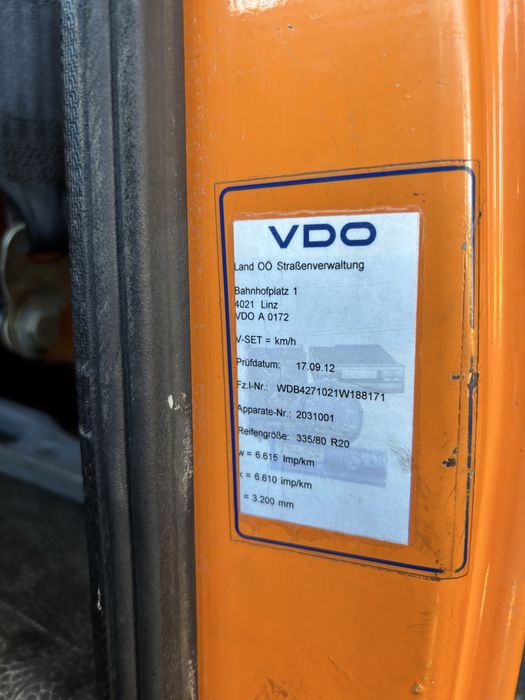 VDO
Land OÖ Straßenverwaltung
Bahnhofplatz 1
4021 Linz
VDO A 0172
V-SET = km/h
Prüfdatum: 17.09.12
Fz.I-Nr.: WDB4271021W188171
Apparate-Nr.: 2031001
Reifengröße: 335/80 R20
w = 6.615 Imp/km
k = 6.610 Imp/km
= 3.200 mm